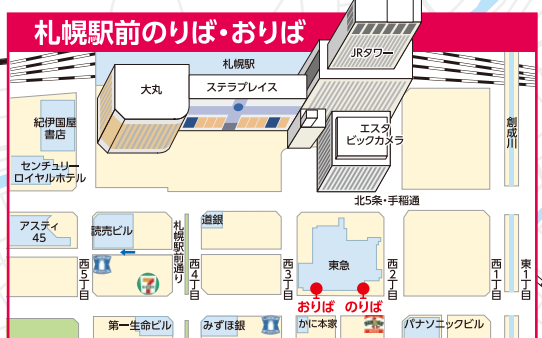 札幌駅前のりば・おりば
JRタワー
札幌駅
大丸
ステラプレイス
紀伊国屋
書店
エスタ
ビックカメラ
創成川
センチュリー
ロイヤルホテル
北5条・手稲通
アスティ
45
読売ビル
札幌駅前通り
道銀
東急
西5丁目
西4丁目
西3丁目
西2丁目
西1丁目
東1丁目
おりば
のりば
第一生命ビル
みずほ銀
かに本家
パナソニックビル